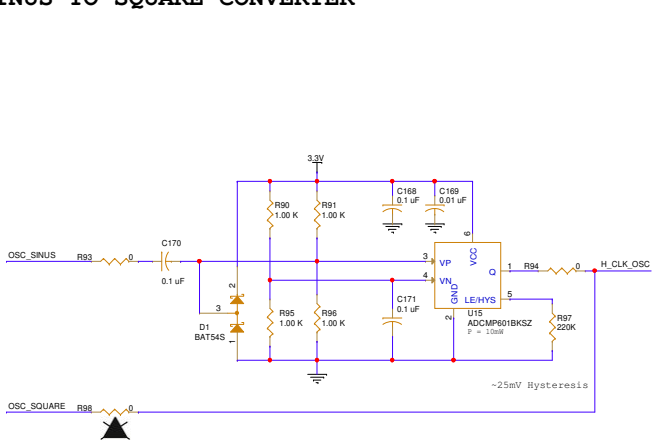 SQUARE CONVERTER
3.3V
R90
1.00 K
R91
1.00 K
C168
0.1 uF
C169
0.01 uF
OSC_SINUS
R93
0
C170
0.1 uF
2
3
1
D1
BAT54S
R95
1.00 K
R96
1.00 K
C171
0.1 uF
3
4
6
VP
VN
VCC
GND
Q
LE/HYS
1
5
2
U15
ADCMP601BKSZ
P = 10mW
R94
0
H_CLK_OSC
R97
220K
~25mV Hysteresis
OSC_SQUARE
R98
0